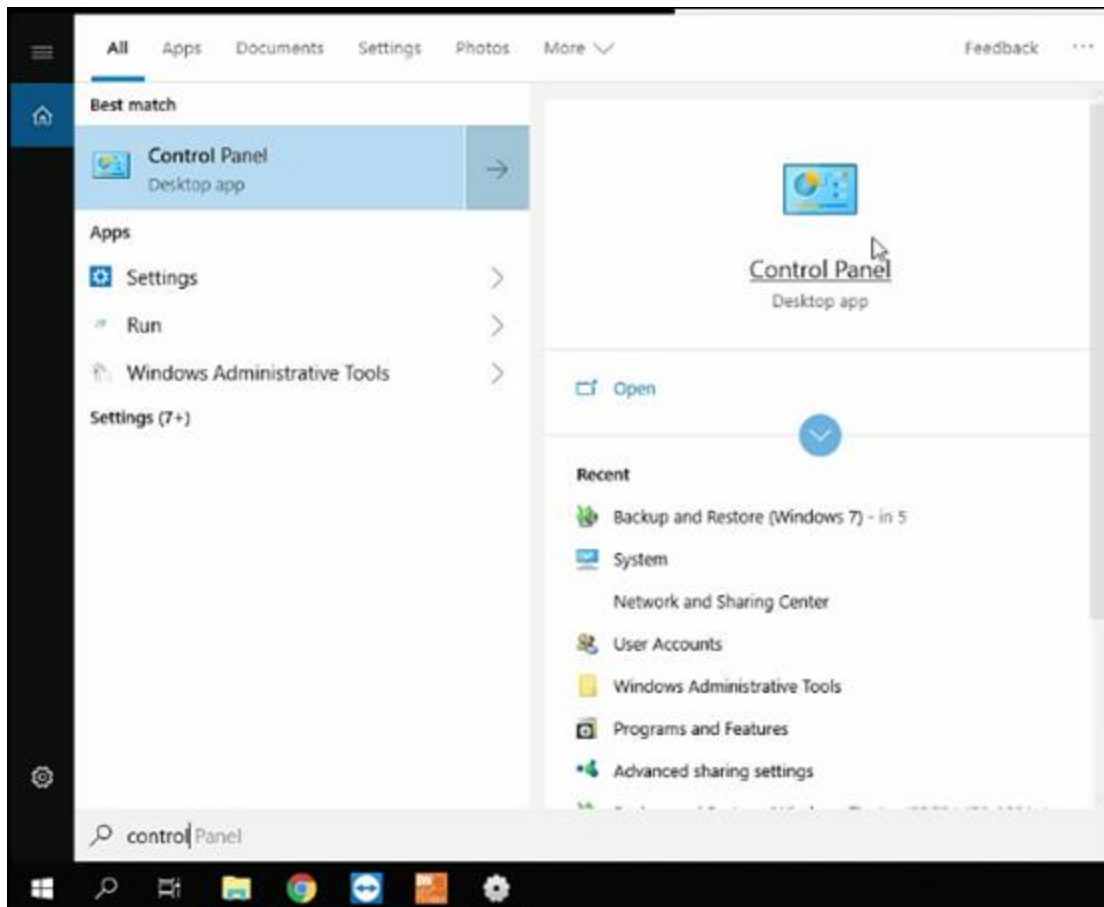 All Apps Documents Settings Photos More Feedback ...
Best match
Control Panel
Desktop app
Apps
Settings
Run
Windows Administrative Tools
Settings (7+)
Control Panel
Desktop app
Open
Recent
Backup and Restore (Windows 7) - in 5
System
Network and Sharing Center
User Accounts
Windows Administrative Tools
Programs and Features
Advanced sharing settings
control Panel